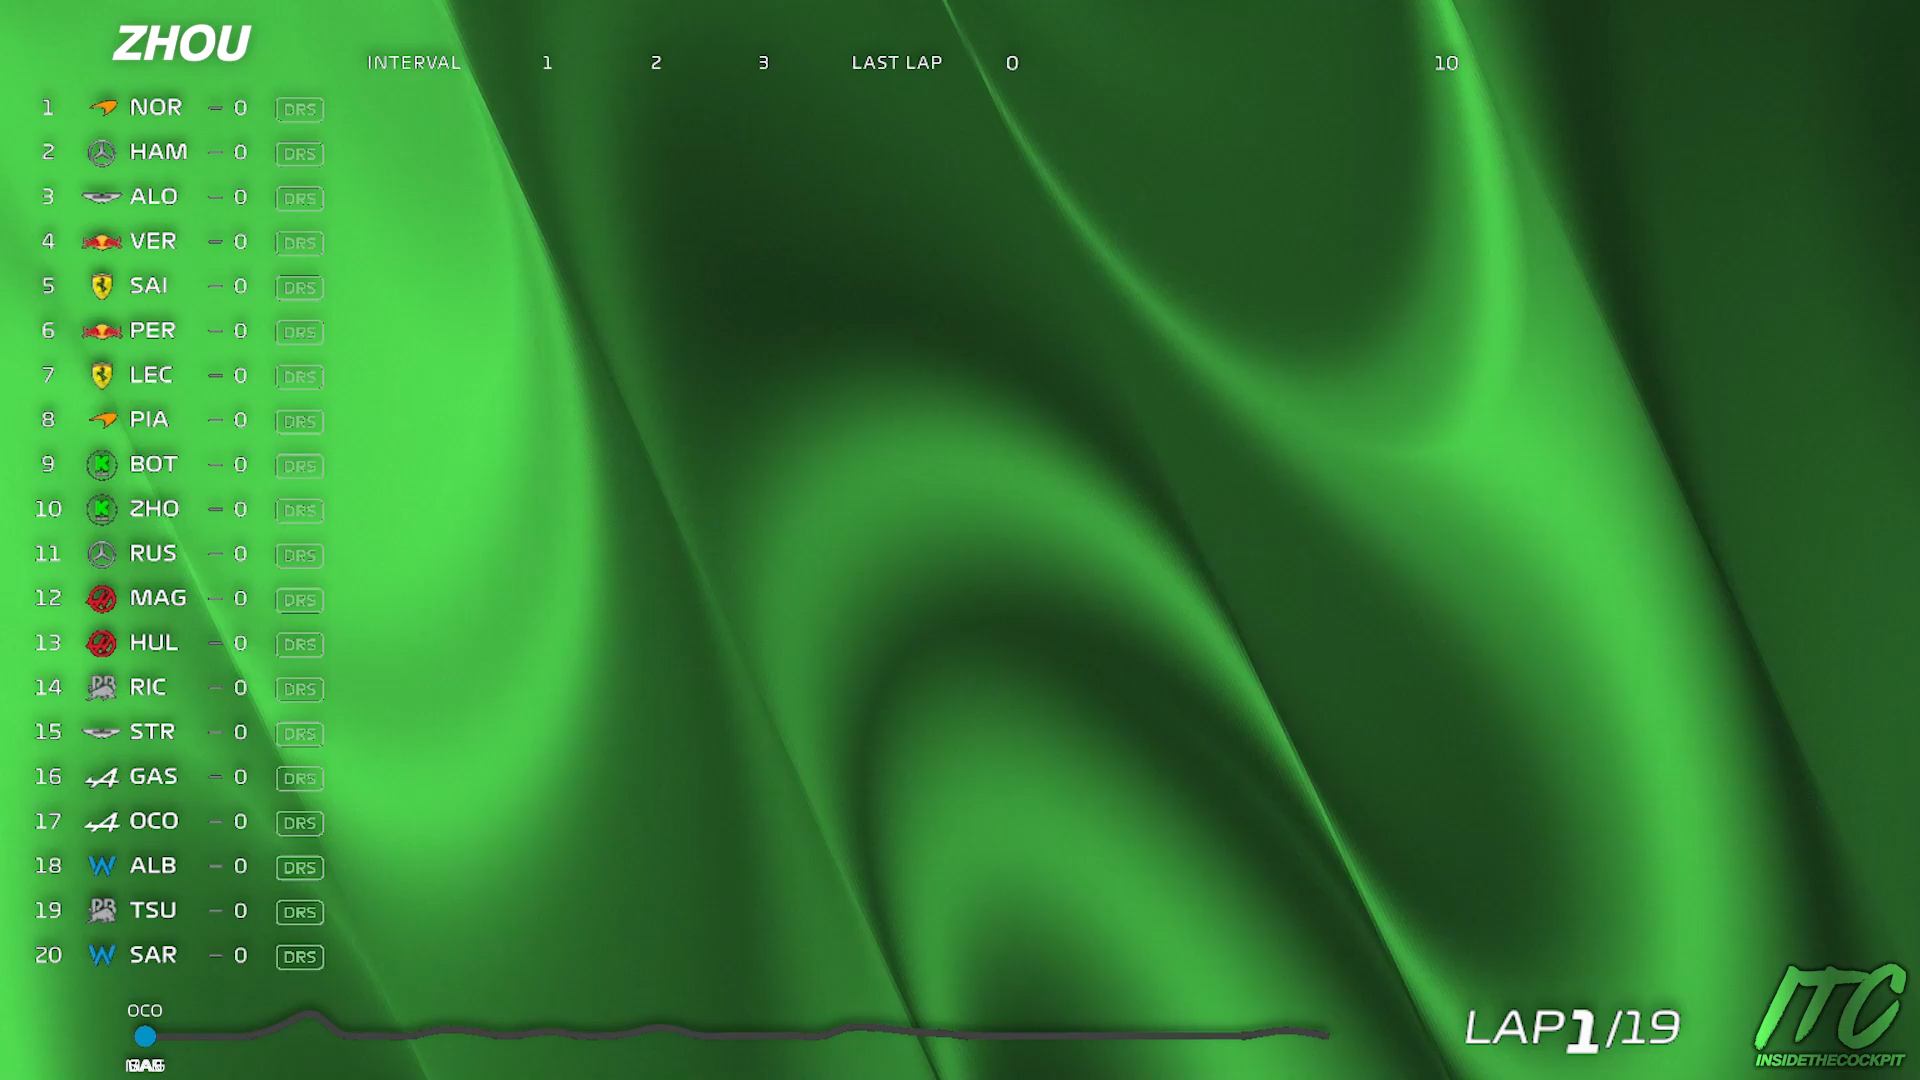 ZHOU
INTERVAL 1 2 3 LAST LAP 0 10
1 NOR - 0 DRS
2 HAM - 0 DRS
3 ALO - 0 DRS
4 VER - 0 DRS
5 SAI - 0 DRS
6 PER - 0 DRS
7 LEC - 0 DRS
8 PIA - 0 DRS
9 K BOT - 0 DRS
10 K ZHO - 0 DRS
11 RUS - 0 DRS
12 MAG - 0 DRS
13 HUL - 0 DRS
14 RIC - 0 DRS
15 STR - 0 DRS
16 GAS - 0 DRS
17 OCO - 0 DRS
18 W ALB - 0 DRS
19 TSU - 0 DRS
20 W SAR - 0 DRS
OCO
LAP 1/19
ITC
INSIDETHECOCKPIT